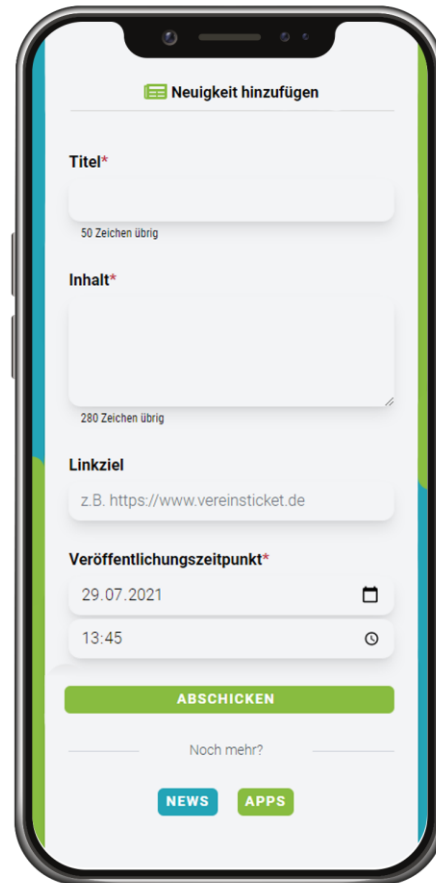 Neuigkeit hinzufügen
Titel*
50 Zeichen übrig
Inhalt*
280 Zeichen übrig
Linkziel
z.B. https://www.vereinsticket.de
Veröffentlichungszeitpunkt*
29.07.2021
13:45
ABSCHICKEN
Noch mehr?
NEWS APPS